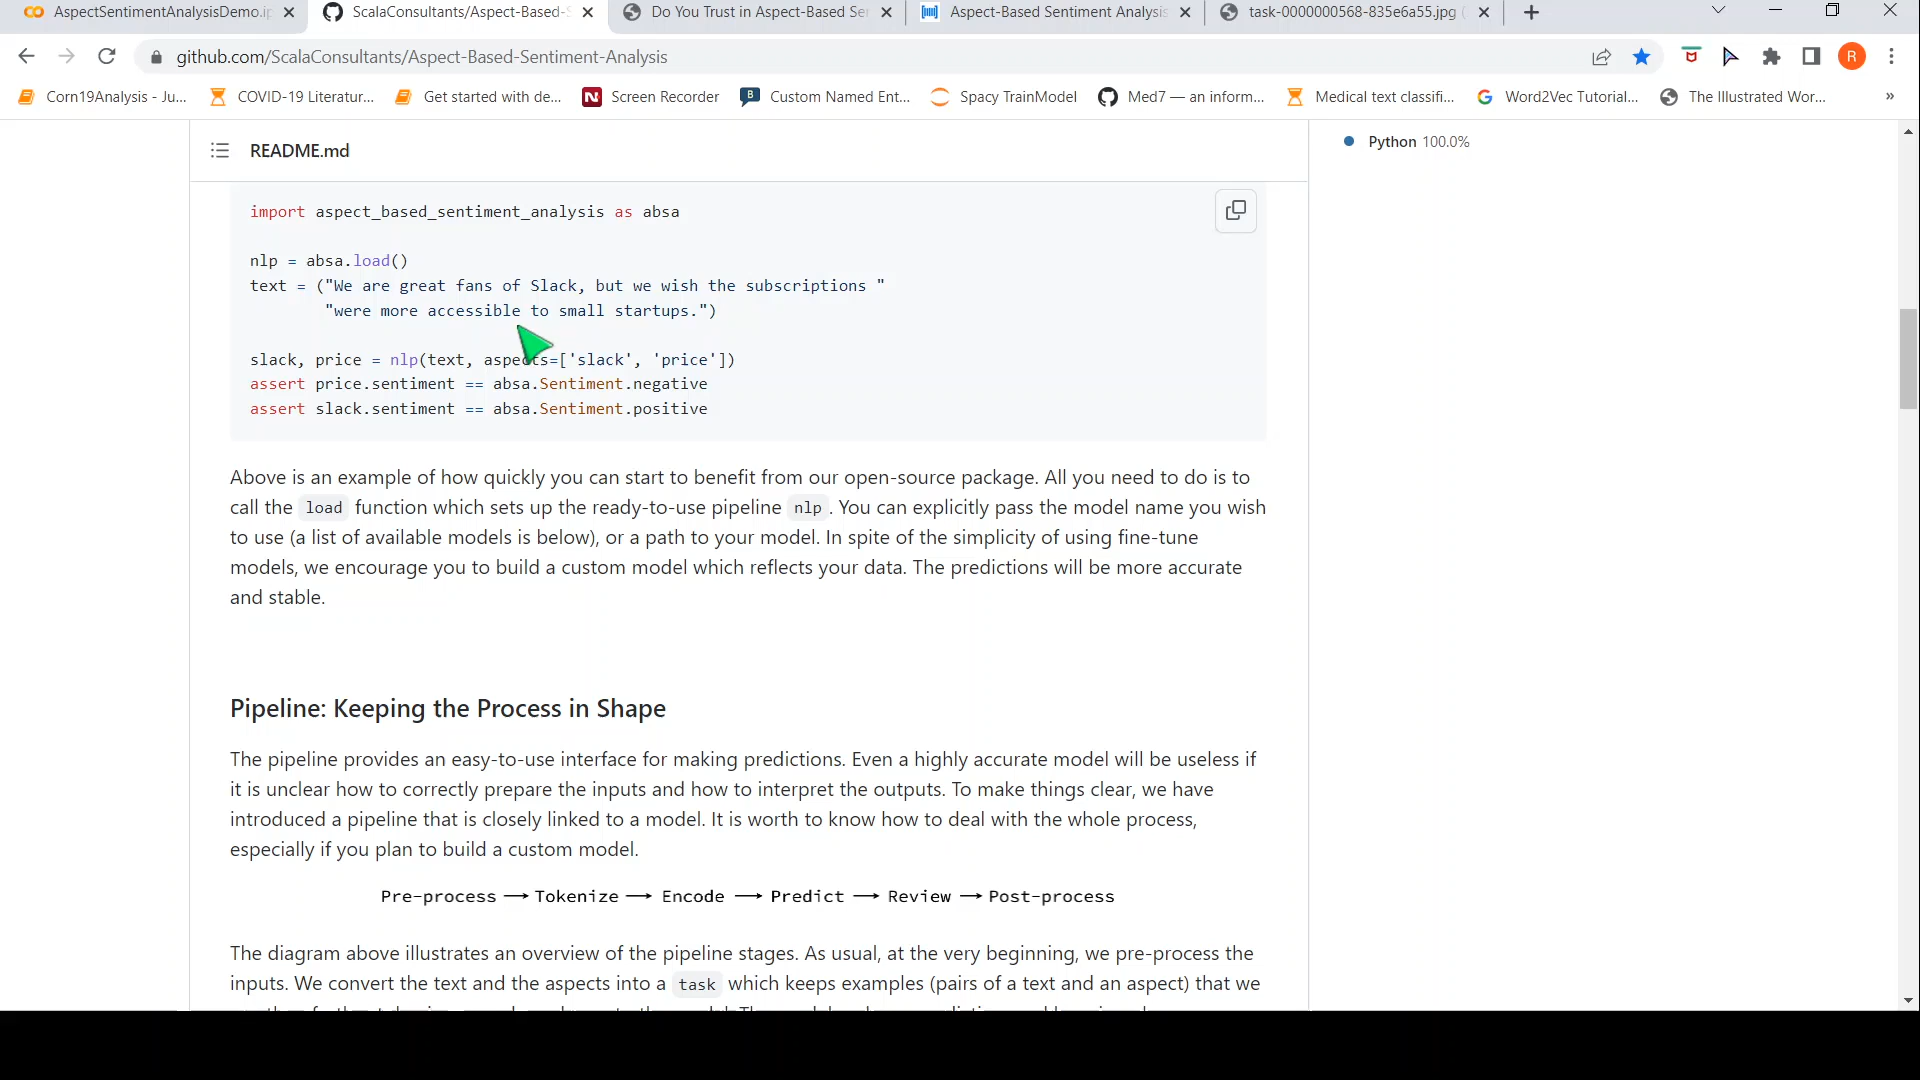 AspectSentimentAnalysisDemo.ip
ScalaConsultants/Aspect-Based-S
Do You Trust in Aspect-Based Sen
Aspect-Based Sentiment Analysis
task-0000000568-835e6a55.jpg (
github.com/ScalaConsultants/Aspect-Based-Sentiment-Analysis
R
Corn19Analysis - Ju...
COVID-19 Literatur...
Get started with de...
N Screen Recorder
B Custom Named Ent...
Spacy TrainModel
Med7 — an inform...
Medical text classifi...
Word2Vec Tutorial...
The Illustrated Wor...
»
README.md
Python 100.0%
import aspect_based_sentiment_analysis as absa
nlp = absa.load()
text = ("We are great fans of Slack, but we wish the subscriptions "
"were more accessible to small startups.")
slack, price = nlp(text, aspects=['slack', 'price'])
assert price.sentiment == absa.Sentiment.negative
assert slack.sentiment == absa.Sentiment.positive
Above is an example of how quickly you can start to benefit from our open-source package. All you need to do is to
call the load function which sets up the ready-to-use pipeline nlp . You can explicitly pass the model name you wish
to use (a list of available models is below), or a path to your model. In spite of the simplicity of using fine-tune
models, we encourage you to build a custom model which reflects your data. The predictions will be more accurate
and stable.
Pipeline: Keeping the Process in Shape
The pipeline provides an easy-to-use interface for making predictions. Even a highly accurate model will be useless if
it is unclear how to correctly prepare the inputs and how to interpret the outputs. To make things clear, we have
introduced a pipeline that is closely linked to a model. It is worth to know how to deal with the whole process,
especially if you plan to build a custom model.
Pre-process → Tokenize → Encode → Predict → Review → Post-process
The diagram above illustrates an overview of the pipeline stages. As usual, at the very beginning, we pre-process the
inputs. We convert the text and the aspects into a task which keeps examples (pairs of a text and an aspect) that we